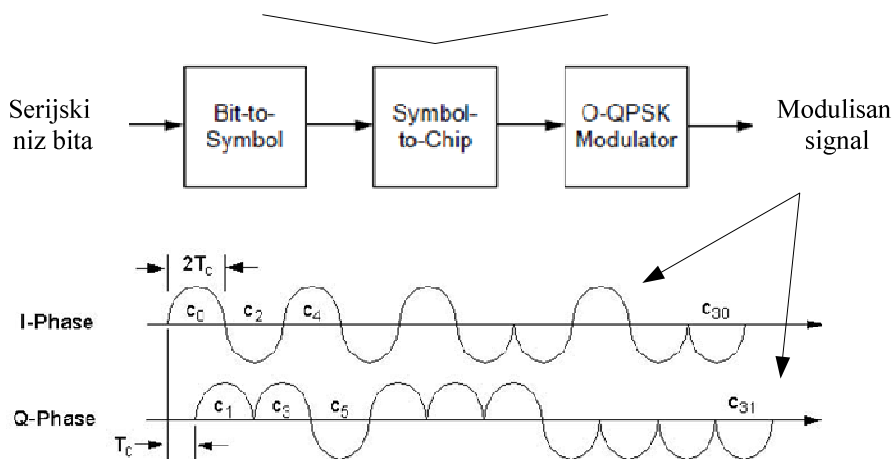 Serijski
niz bita
Bit-to-
Symbol
Symbol-
to-Chip
O-QPSK
Modulator
Modulisan
signal
2Tc
I-Phase
c0 c2 c4 c30
Q-Phase
c1 c3 c5 c31
Tc